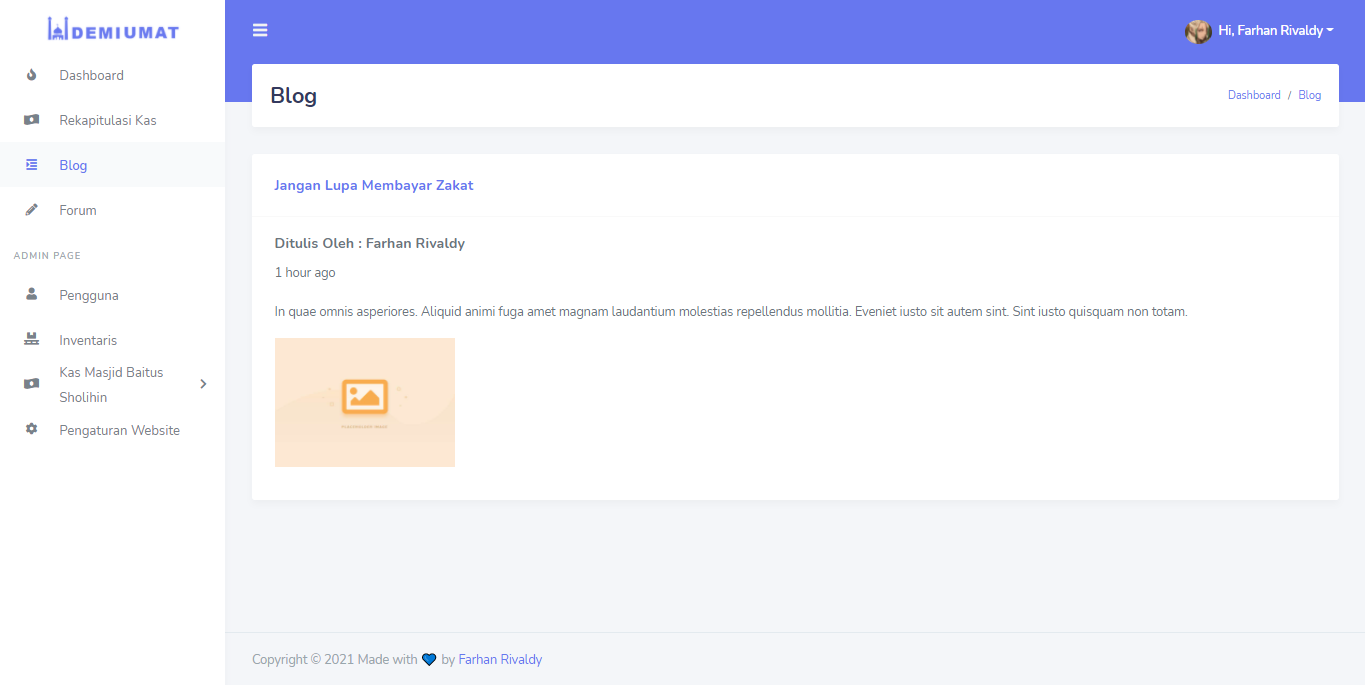 DEMIUMAT
Hi, Farhan Rivaldy
Dashboard
Rekapitulasi Kas
Blog
Forum
ADMIN PAGE
Pengguna
Inventaris
Kas Masjid Baitus
Sholihin
Pengaturan Website
Blog
Dashboard / Blog
Jangan Lupa Membayar Zakat
Ditulis Oleh : Farhan Rivaldy
1 hour ago
In quae omnis asperiores. Aliquid animi fuga amet magnam laudantium molestias repellendus mollitia. Eveniet iusto sit autem sint. Sint iusto quisquam non totam.
Copyright © 2021 Made with 💙 by Farhan Rivaldy